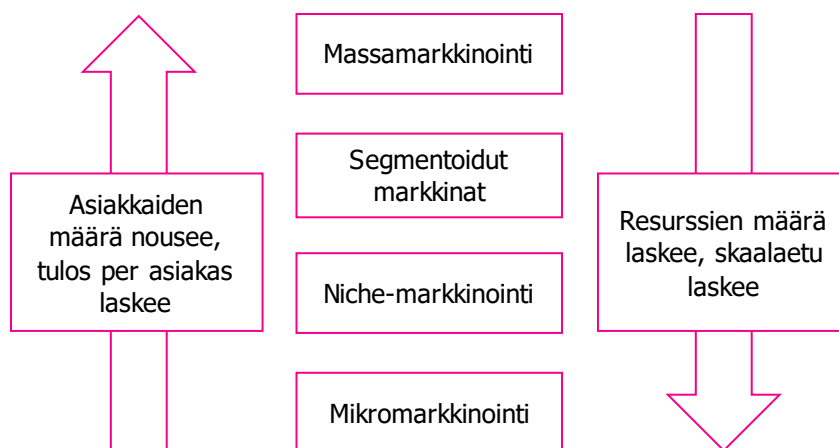 Massamarkkinointi
Segmentoidut
markkinat
Asiakkaiden
määrä nousee,
tulos per asiakas
laskee
Niche-markkinointi
Resurssien määrä
laskee, skaalaetu
laskee
Mikromarkkinointi